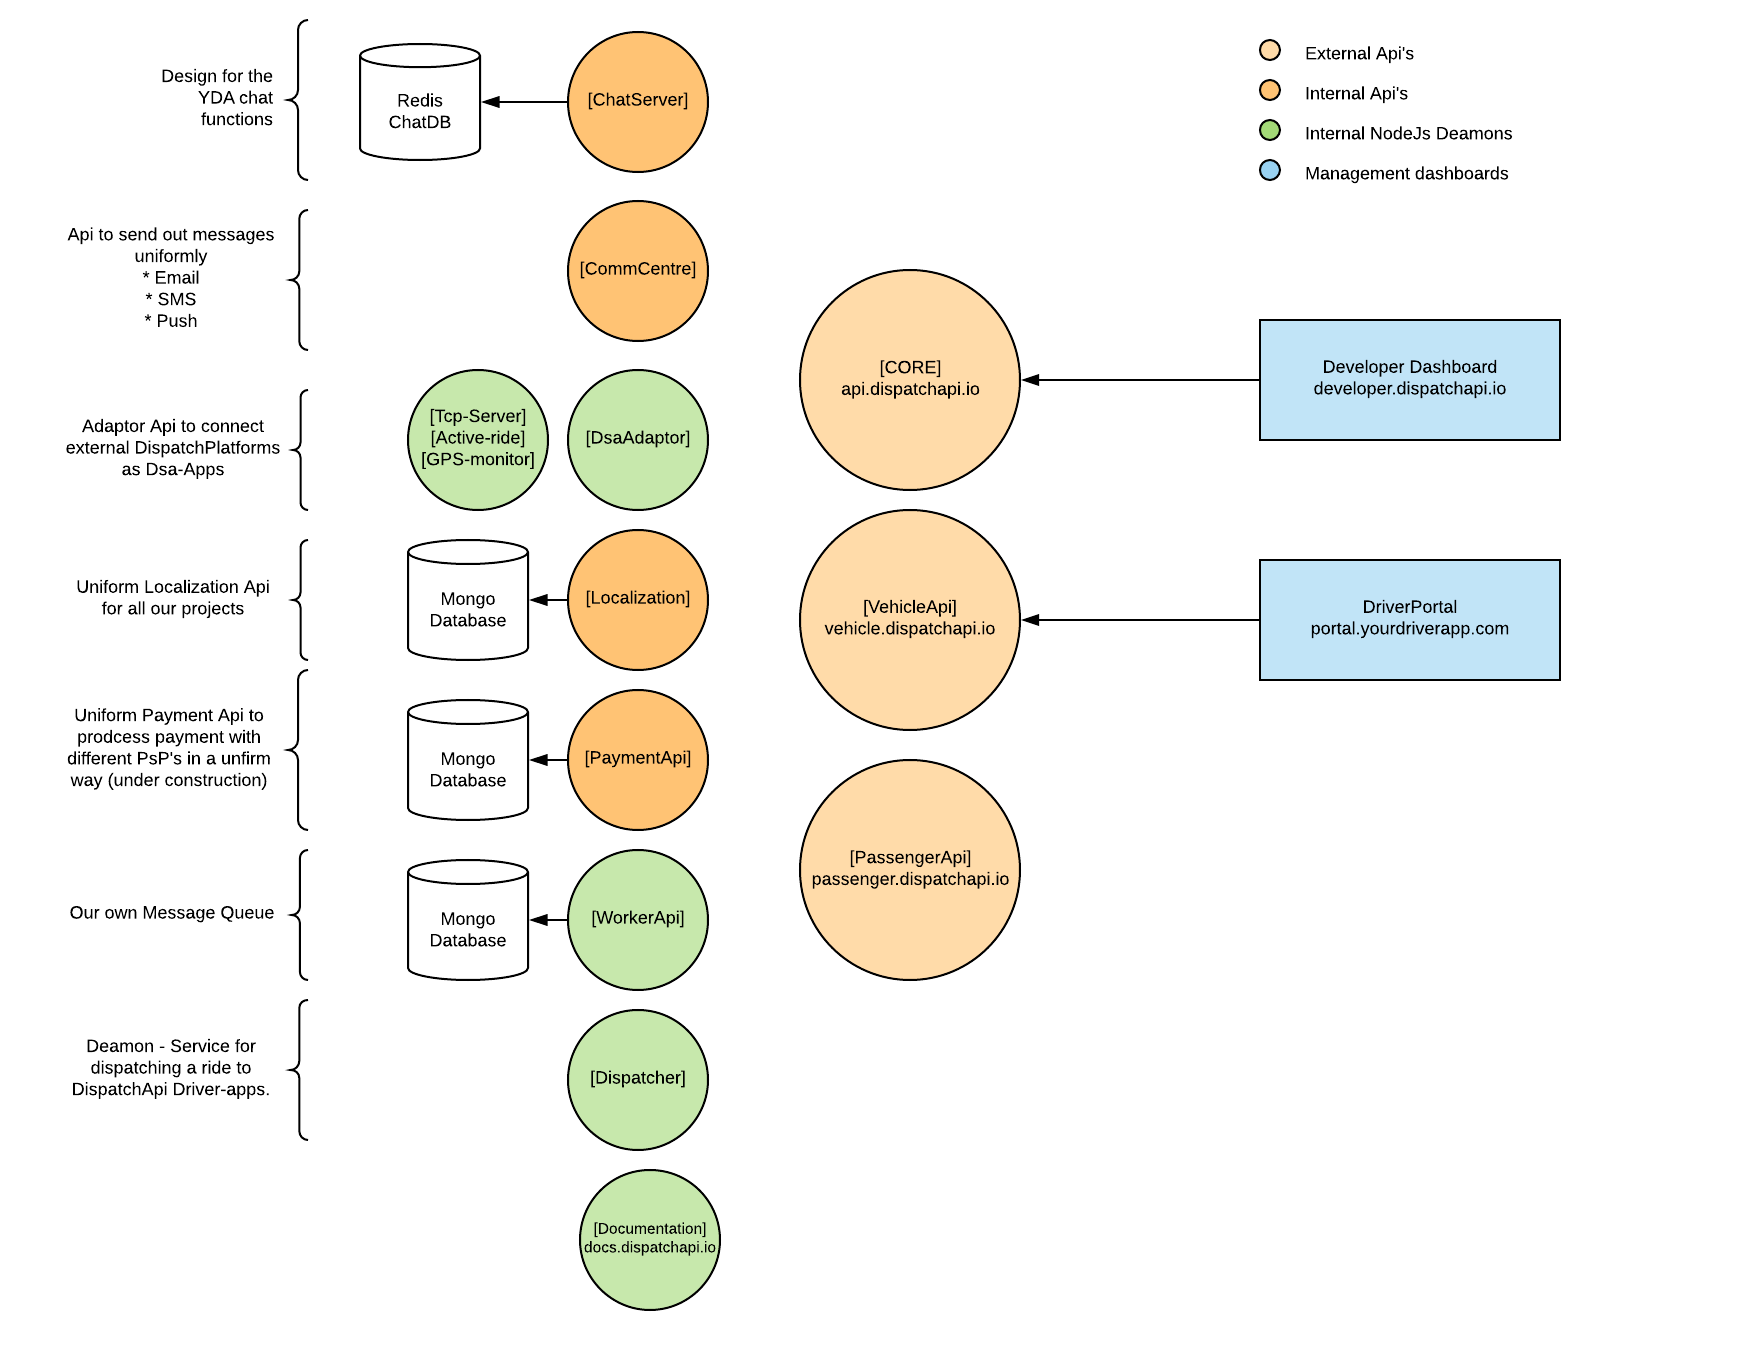 Design for the
YDA chat
functions
Redis
ChatDB
[ChatServer]
External Api's
Internal Api's
Internal NodeJs Deamons
Management dashboards
Api to send out messages
uniformly
* Email
* SMS
* Push
[CommCentre]
[CORE]
api.dispatchapi.io
Developer Dashboard
developer.dispatchapi.io
Adaptor Api to connect
external DispatchPlatforms
as Dsa-Apps
[Tcp-Server]
[Active-ride]
[GPS-monitor]
[DsaAdaptor]
Uniform Localization Api
for all our projects
Mongo
Database
[Localization]
[VehicleApi]
vehicle.dispatchapi.io
DriverPortal
portal.yourdriverapp.com
Uniform Payment Api to
prodcess payment with
different PsP's in a unfirm
way (under construction)
Mongo
Database
[PaymentApi]
[PassengerApi]
passenger.dispatchapi.io
Our own Message Queue
Mongo
Database
[WorkerApi]
Deamon - Service for
dispatching a ride to
DispatchApi Driver-apps.
[Dispatcher]
[Documentation]
docs.dispatchapi.io